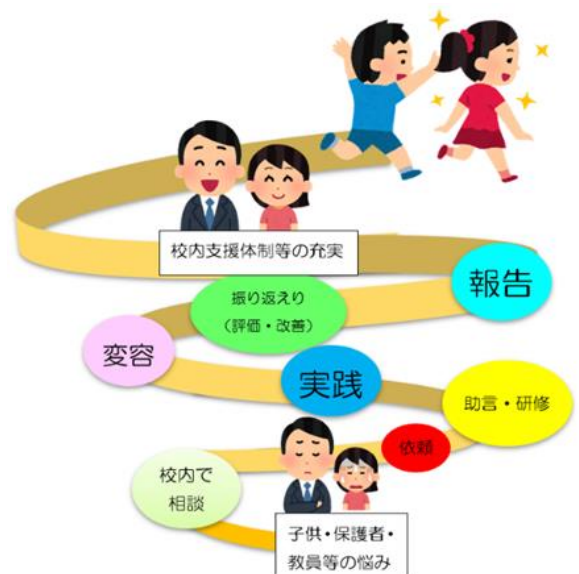 校内支援体制等の充実
報告
振り返えり
（評価・改善）
変容
実践
助言・研修
依頼
校内で
相談
子供・保護者・
教員等の悩み